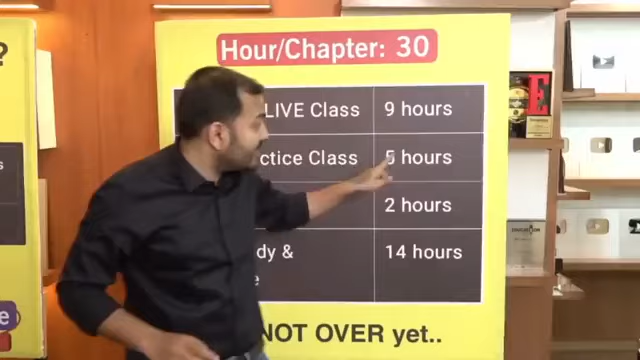 ?
Hour/Chapter: 30
LIVE Class 9 hours
ctice Class 5 hours
2 hours
dy & 14 hours
e
NOT OVER yet..
s
e
E